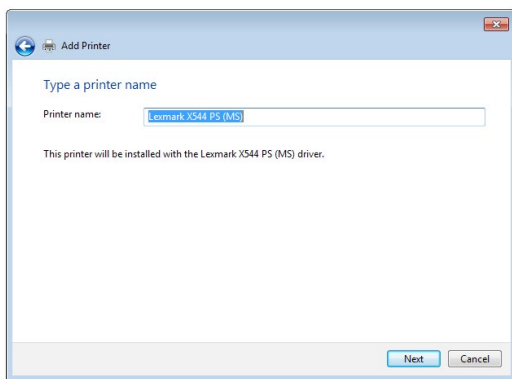 Add Printer
Type a printer name
Printer name: Lexmark X544 PS (MS)
This printer will be installed with the Lexmark X544 PS (MS) driver.
Next Cancel